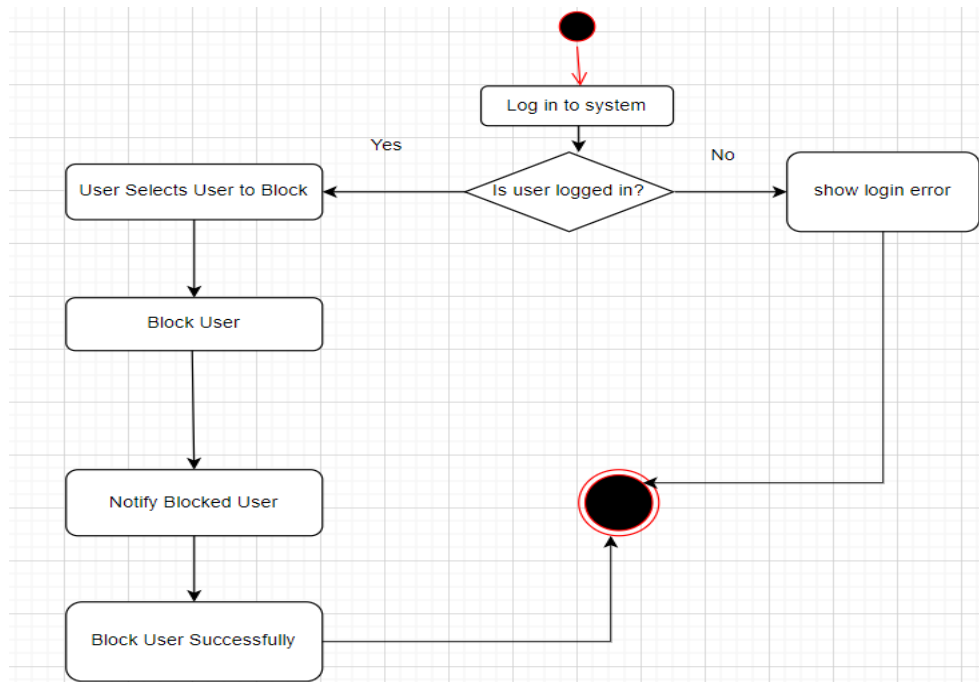 Log in to system
Yes
No
User Selects User to Block
Is user logged in?
show login error
Block User
Notify Blocked User
Block User Successfully